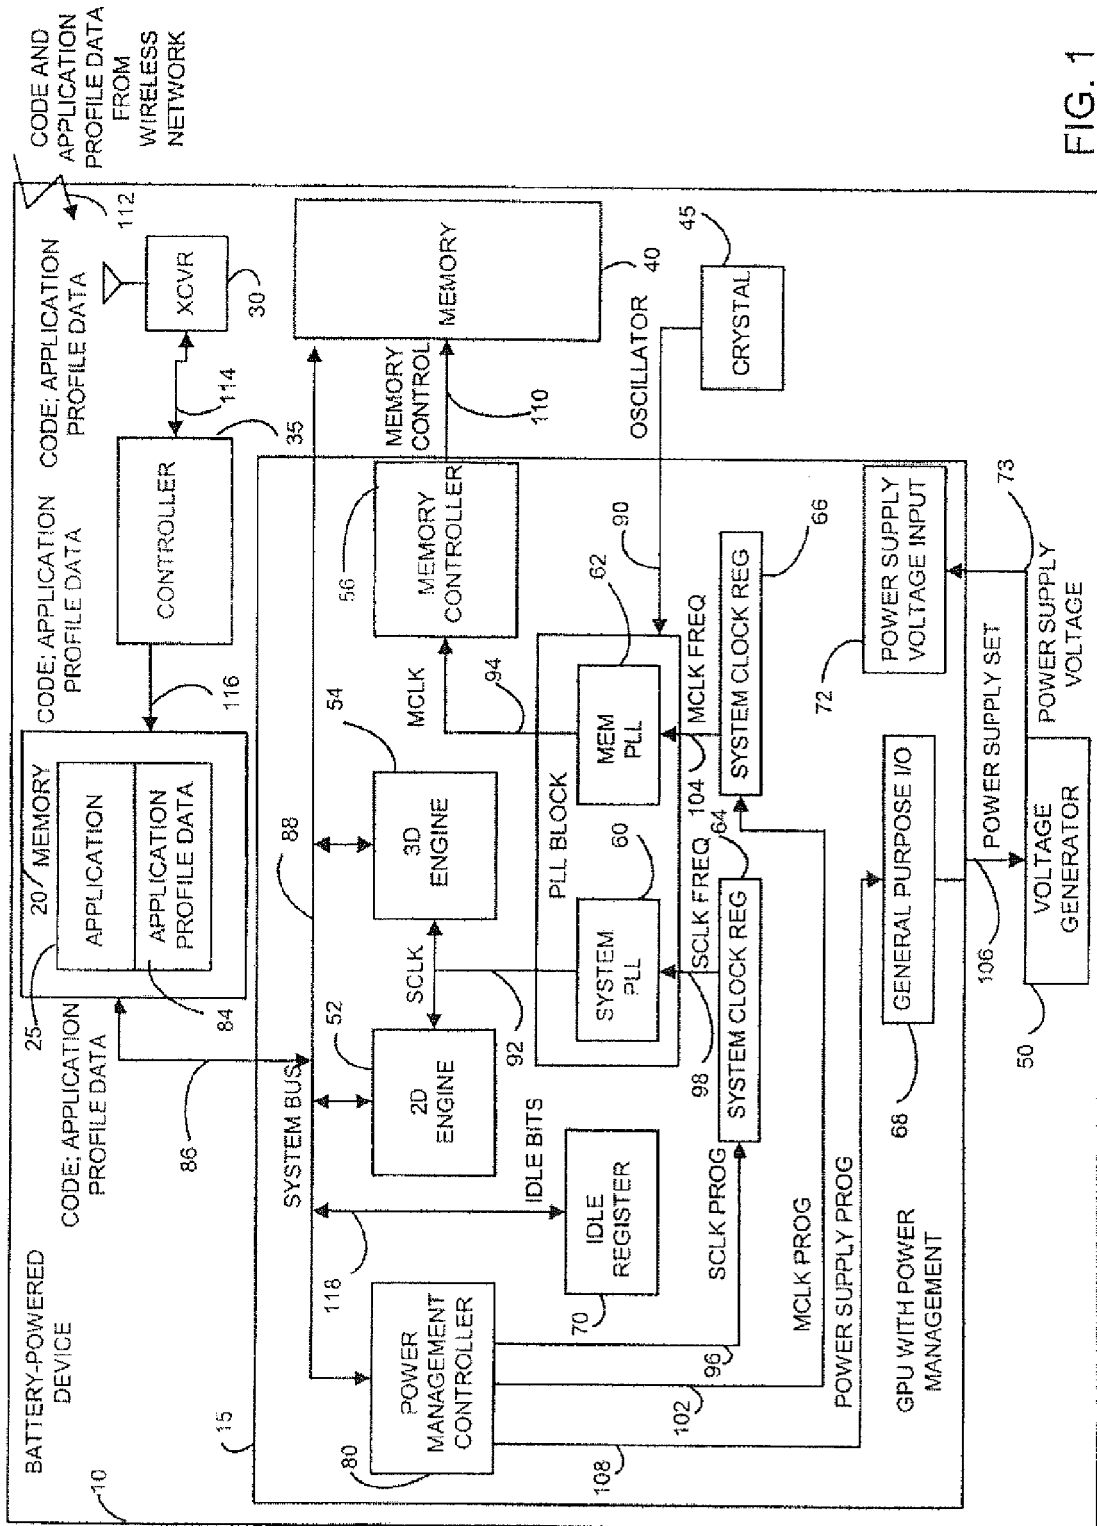 CODE AND
APPLICATION
PROFILE DATA
FROM
WIRELESS
NETWORK
BATTERY-POWERED
DEVICE
10
15
CODE; APPLICATION
PROFILE DATA
86
20
MEMORY
25
APPLICATION
APPLICATION
PROFILE DATA
84
CODE; APPLICATION
PROFILE DATA
116
CONTROLLER
35
CODE; APPLICATION
PROFILE DATA
114
112
XCVR
30
SYSTEM BUS
88
MEMORY
40
POWER
MANAGEMENT
CONTROLLER
80
118
IDLE BITS
IDLE
REGISTER
70
2D
ENGINE
52
SCLK
92
3D
ENGINE
54
MCLK
94
MEMORY
CONTROLLER
56
MEMORY
CONTROL
110
OSCILLATOR
CRYSTAL
45
90
PLL BLOCK
SYSTEM
PLL
60
MEM
PLL
62
98
SCLK FREQ
104
MCLK FREQ
SYSTEM CLOCK REG
64
SYSTEM CLOCK REG
66
SCLK PROG
96
MCLK PROG
102
POWER SUPPLY PROG
108
GENERAL PURPOSE I/O
68
POWER SUPPLY
VOLTAGE INPUT
72
73
GPU WITH POWER
MANAGEMENT
106
POWER SUPPLY SET
VOLTAGE
GENERATOR
50
POWER SUPPLY
VOLTAGE
FIG. 1